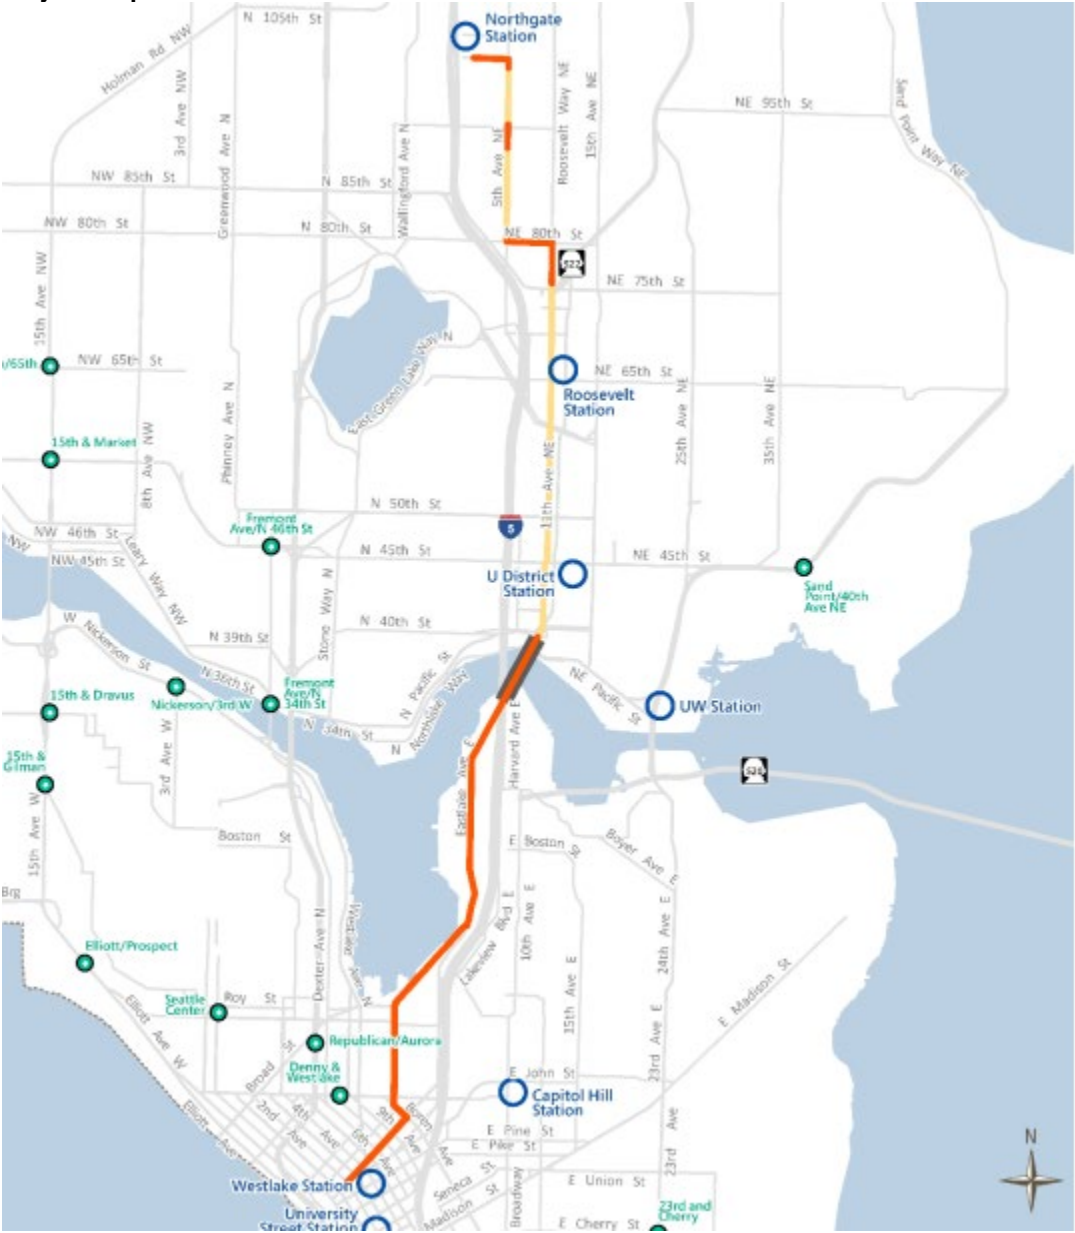 Northgate
Station
N 105th St
Holman Rd NW
3rd Ave NW
Greenwood Ave N
Wallingford Ave N
5th Ave NE
Roosevelt Way NE
15th Ave NE
NE 95th St
Sand Point Way NE
NW 85th St
N 85th St
NW 80th St
N 80th St
NE 80th St
522
NE 75th St
15th Ave NW
/65th
NW 65th St
East Green Lake Way N
NE 65th St
Roosevelt
Station
25th Ave NE
35th Ave NE
Phinney Ave N
15th & Market
8th Ave NW
11th Ave NE
N 50th St
Fremont
Ave/N 46th St
5
NW 46th St
NW
NW 45th St
N 45th St
NE 45th St
Leary Way NW
U District
Station
Sand
Point/40th
Ave NE
Stone Way N
W Nickerson St
N 39th St
N 40th St
N 36th St
N Pacific St
N Northlake Way
NE Pacific St
15th & Dravus
Nickerson/3rd W
Fremont
Ave/N
34th St
N 34th St
UW Station
15th &
Gilman
3rd Ave W
Eastlake Ave E
Harvard Ave E
520
15th Ave W
Boston St
E Boston St
Boyer Ave E
Brg
Dexter Ave N
Westlake Ave N
Lakeview Blvd E
10th Ave E
24th Ave E
15th Ave E
Elliott/Prospect
Seattle
Center
Roy St
E Madison St
Elliott Ave W
Broad St
Republican/Aurora
Denny &
Westlake
23rd Ave E
E John St
Capitol Hill
Station
Elliott Ave
2nd Ave
4th Ave
6th Ave
9th Ave
Boren Ave
E Pine St
E Pike St
23rd Ave
N
Westlake Station
Seneca St
Madison St
Broadway
E Union St
University
Street Station
E Cherry St
23rd and
Cherry